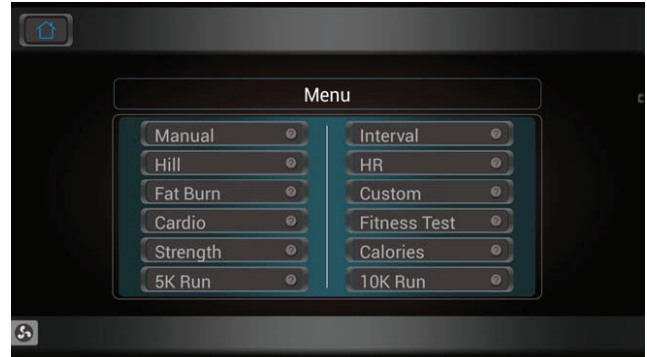 Menu
Manual
Hill
Fat Burn
Cardio
Strength
5K Run
Interval
HR
Custom
Fitness Test
Calories
10K Run